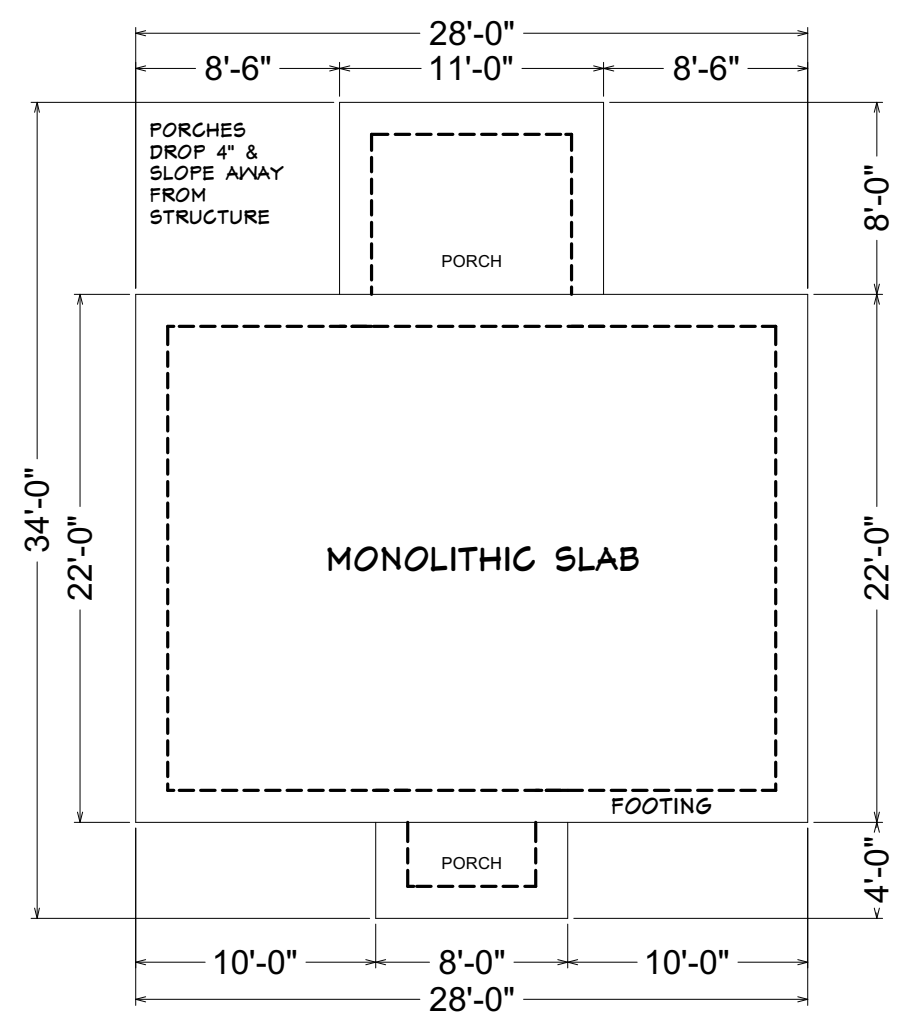 28'-0"
8'-6" 11'-0" 8'-6"
PORCHES
DROP 4" &
SLOPE AWAY
FROM
STRUCTURE
8'-0"
PORCH
34'-0"
22'-0"
MONOLITHIC SLAB
22'-0"
FOOTING
PORCH
4'-0"
10'-0" 8'-0" 10'-0"
28'-0"